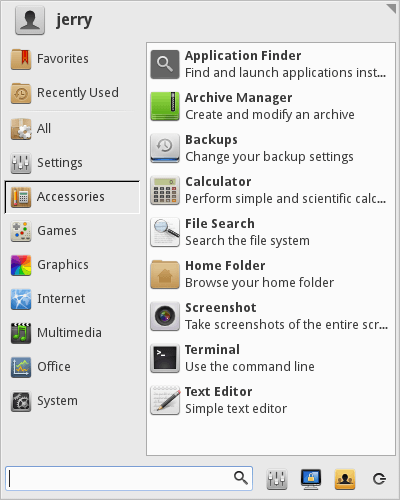 jerry
Favorites
Recently Used
All
Settings
Accessories
Games
Graphics
Internet
Multimedia
Office
System
Application Finder
Find and launch applications inst...
Archive Manager
Create and modify an archive
Backups
Change your backup settings
Calculator
Perform simple and scientific calc...
File Search
Search the file system
Home Folder
Browse your home folder
Screenshot
Take screenshots of the entire scr...
Terminal
Use the command line
Text Editor
Simple text editor